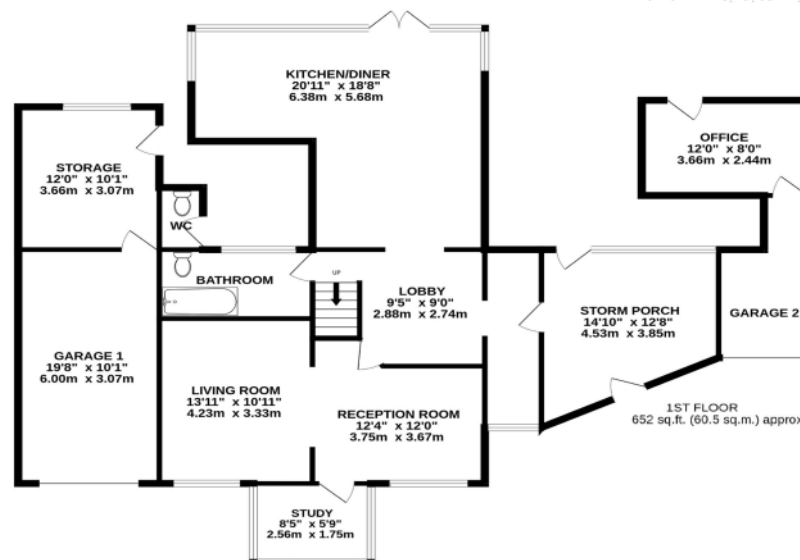 KITCHEN/DINER
20'11" x 18'8"
6.38m x 5.68m
OFFICE
12'0" x 8'0"
3.66m x 2.44m
STORAGE
12'0" x 10'1"
3.66m x 3.07m
WC
BATHROOM
UP
LOBBY
9'5" x 9'0"
2.88m x 2.74m
STORM PORCH
14'10" x 12'8"
4.53m x 3.85m
GARAGE 2
GARAGE 1
19'8" x 10'1"
6.00m x 3.07m
LIVING ROOM
13'11" x 10'11"
4.23m x 3.33m
RECEPTION ROOM
12'4" x 12'0"
3.75m x 3.67m
1ST FLOOR
652 sq.ft. (60.5 sq.m.) approx
STUDY
8'5" x 5'9"
2.56m x 1.75m